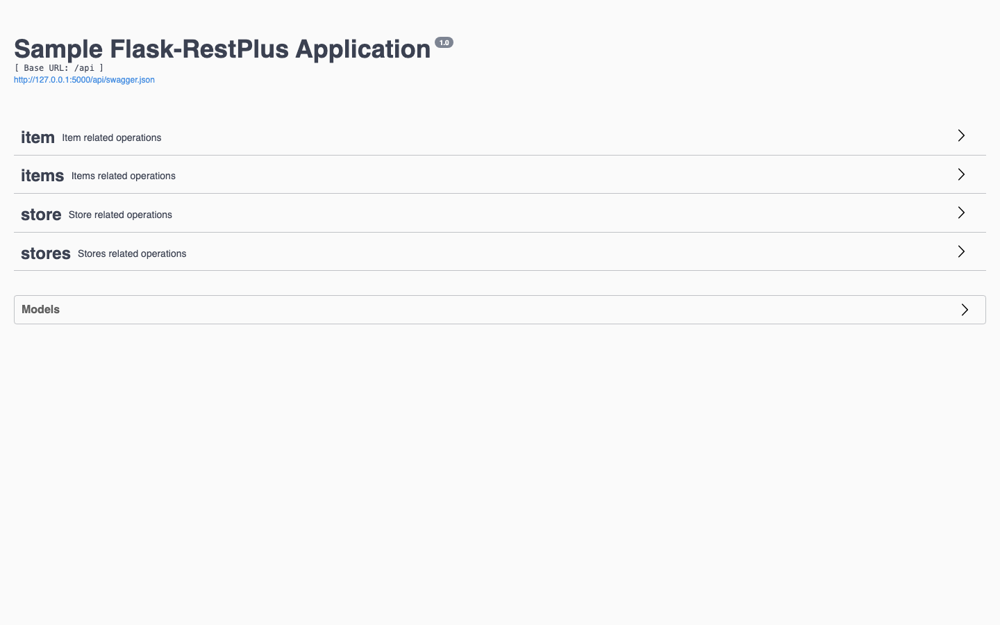 Sample Flask-RestPlus Application 1.0
[ Base URL: /api ]
http://127.0.0.1:5000/api/swagger.json
item Item related operations
items Items related operations
store Store related operations
stores Stores related operations
Models